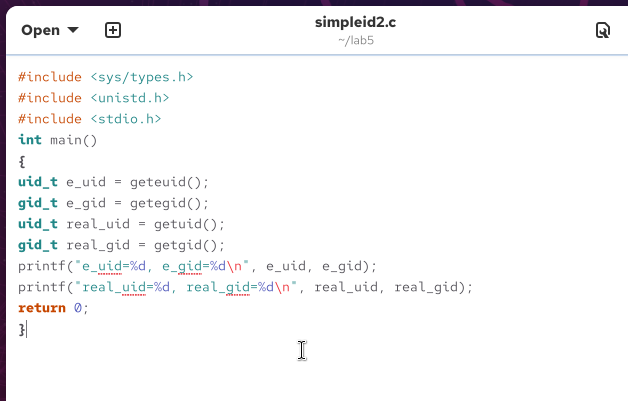 Open
simpleid2.c
~/lab5
#include <sys/types.h>
#include <unistd.h>
#include <stdio.h>
int main()
{
uid_t e_uid = geteuid();
gid_t e_gid = getegid();
uid_t real_uid = getuid();
gid_t real_gid = getgid();
printf("e_uid=%d, e_gid=%d\n", e_uid, e_gid);
printf("real_uid=%d, real_gid=%d\n", real_uid, real_gid);
return 0;
}